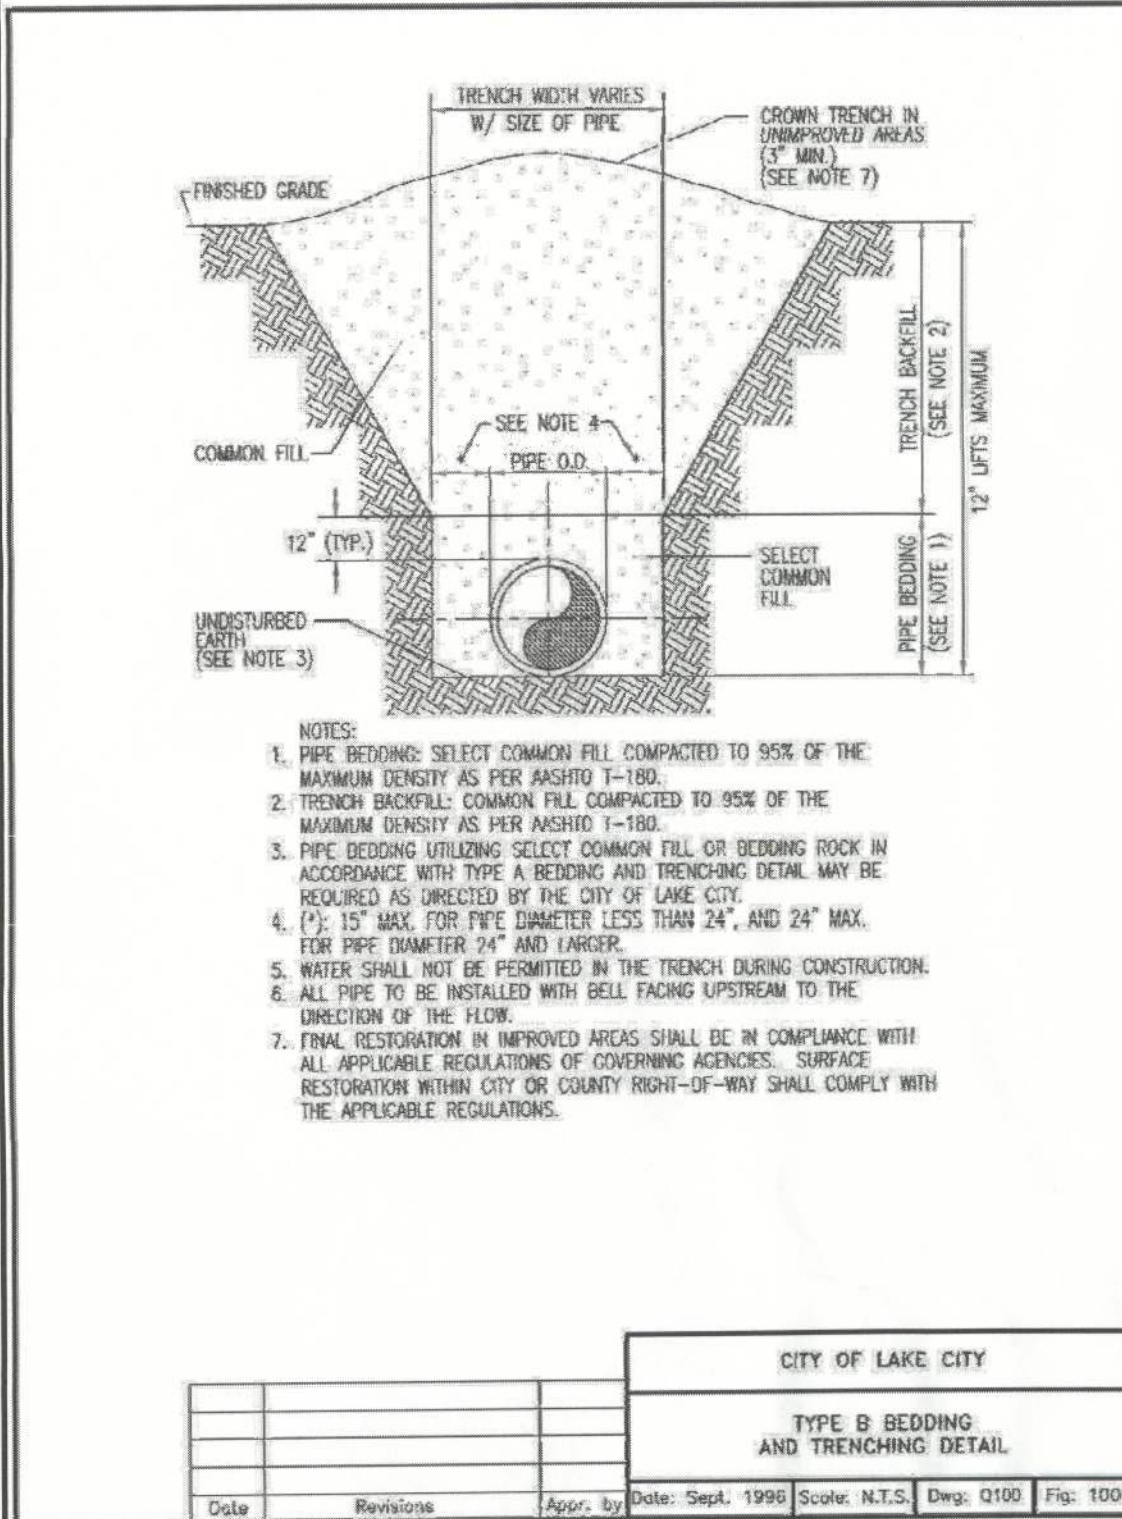 TRENCH WIDTH VARIES
W/ SIZE OF PIPE
CROWN TRENCH IN
UNIMPROVED AREAS
(3" MIN.)
(SEE NOTE 7)
FINISHED GRADE
TRENCH BACKFILL
(SEE NOTE 2)
12" LIFTS MAXIMUM
COMMON FILL
SEE NOTE 4
* *
PIPE O.D.
12" (TYP.)
SELECT
COMMON
FILL
PIPE BEDDING
(SEE NOTE 1)
UNDISTURBED
EARTH
(SEE NOTE 3)
NOTES:
1. PIPE BEDDING: SELECT COMMON FILL COMPACTED TO 95% OF THE
MAXIMUM DENSITY AS PER AASHTO T-180.
2. TRENCH BACKFILL: COMMON FILL COMPACTED TO 95% OF THE
MAXIMUM DENSITY AS PER AASHTO T-180.
3. PIPE BEDDING UTILIZING SELECT COMMON FILL OR BEDDING ROCK IN
ACCORDANCE WITH TYPE A BEDDING AND TRENCHING DETAIL MAY BE
REQUIRED AS DIRECTED BY THE CITY OF LAKE CITY.
4. (*): 15" MAX. FOR PIPE DIAMETER LESS THAN 24", AND 24" MAX.
FOR PIPE DIAMETER 24" AND LARGER.
5. WATER SHALL NOT BE PERMITTED IN THE TRENCH DURING CONSTRUCTION.
6. ALL PIPE TO BE INSTALLED WITH BELL FACING UPSTREAM TO THE
DIRECTION OF THE FLOW.
7. FINAL RESTORATION IN IMPROVED AREAS SHALL BE IN COMPLIANCE WITH
ALL APPLICABLE REGULATIONS OF GOVERNING AGENCIES. SURFACE
RESTORATION WITHIN CITY OR COUNTY RIGHT-OF-WAY SHALL COMPLY WITH
THE APPLICABLE REGULATIONS.
CITY OF LAKE CITY
TYPE B BEDDING
AND TRENCHING DETAIL
Date Revisions Appr. by
Date: Sept. 1996 Scale: N.T.S. Dwg: Q100 Fig: 100